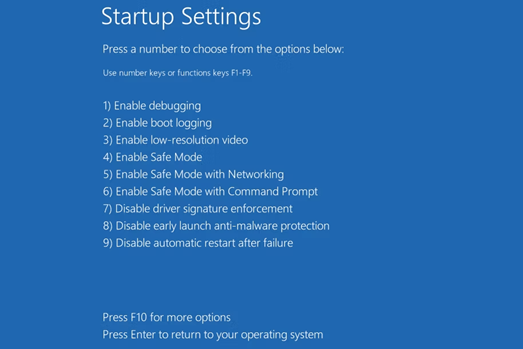 Startup Settings
Press a number to choose from the options below:
Use number keys or functions keys F1-F9.
1) Enable debugging
2) Enable boot logging
3) Enable low-resolution video
4) Enable Safe Mode
5) Enable Safe Mode with Networking
6) Enable Safe Mode with Command Prompt
7) Disable driver signature enforcement
8) Disable early launch anti-malware protection
9) Disable automatic restart after failure
Press F10 for more options
Press Enter to return to your operating system